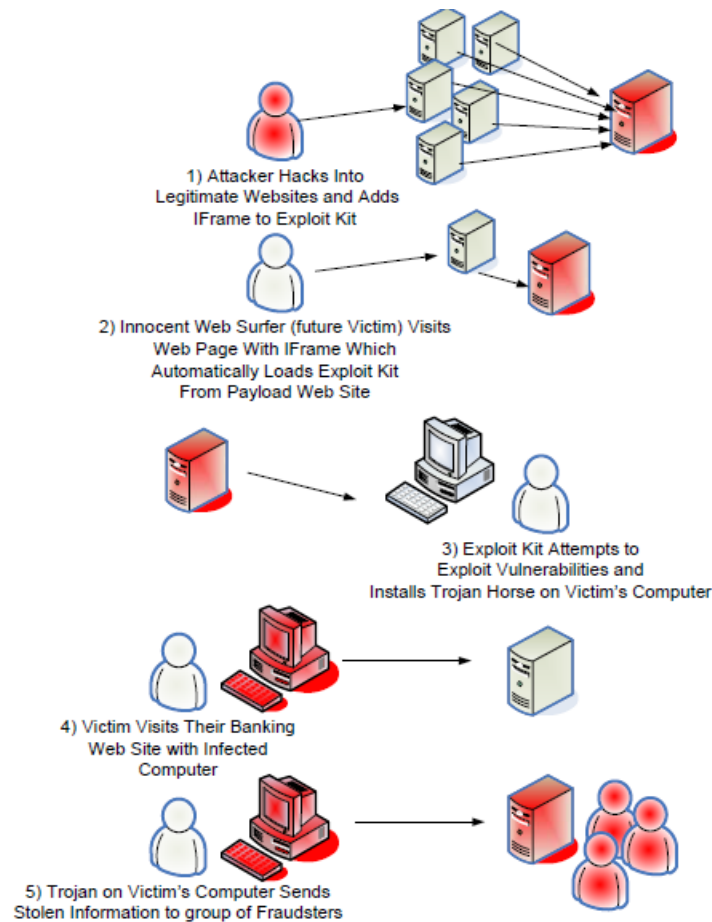 1) Attacker Hacks Into
Legitimate Websites and Adds
IFrame to Exploit Kit
2) Innocent Web Surfer (future Victim) Visits
Web Page With IFrame Which
Automatically Loads Exploit Kit
From Payload Web Site
3) Exploit Kit Attempts to
Exploit Vulnerabilities and
Installs Trojan Horse on Victim's Computer
4) Victim Visits Their Banking
Web Site with Infected
Computer
5) Trojan on Victim's Computer Sends
Stolen Information to group of Fraudsters